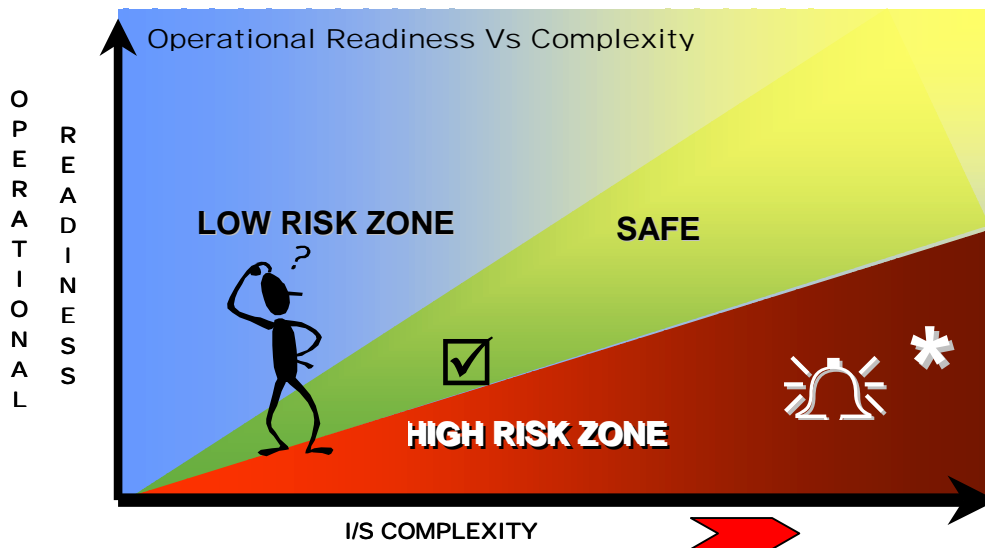 Operational Readiness Vs Complexity
OPERATIONAL
READINESS
LOW RISK ZONE
?
SAFE
*
HIGH RISK ZONE
I/S COMPLEXITY